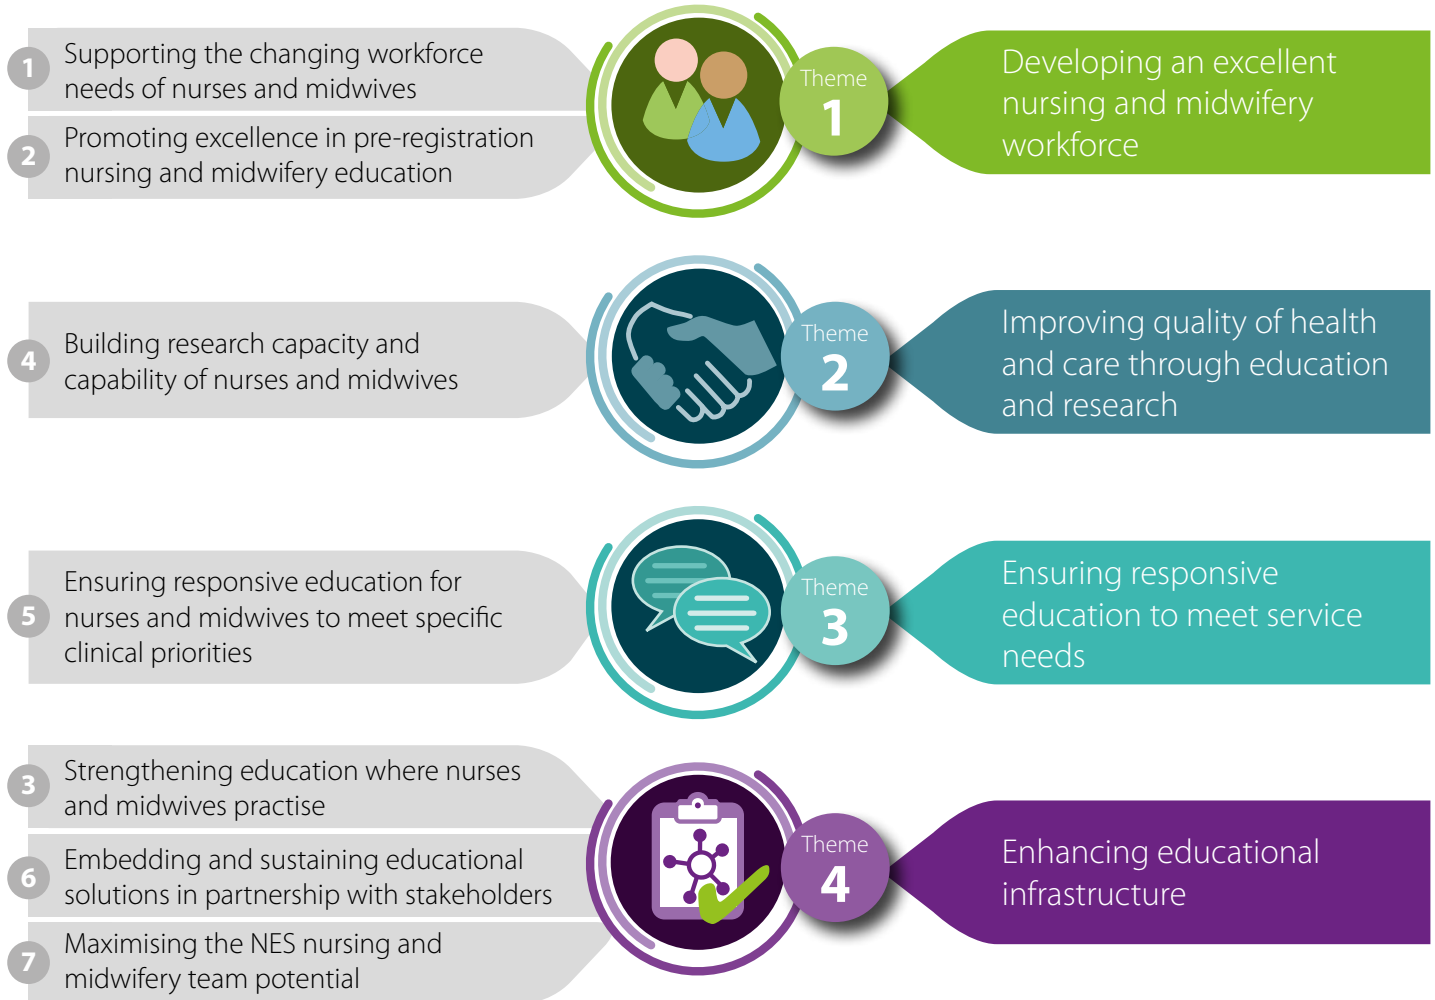 1
Supporting the changing workforce
needs of nurses and midwives
2
Promoting excellence in pre-registration
nursing and midwifery education
Theme
1
Developing an excellent
nursing and midwifery
workforce
4
Building research capacity and
capability of nurses and midwives
Theme
2
Improving quality of health
and care through education
and research
5
Ensuring responsive education for
nurses and midwives to meet specific
clinical priorities
Theme
3
Ensuring responsive
education to meet service
needs
3
Strengthening education where nurses
and midwives practise
6
Embedding and sustaining educational
solutions in partnership with stakeholders
7
Maximising the NES nursing and
midwifery team potential
Theme
4
Enhancing educational
infrastructure